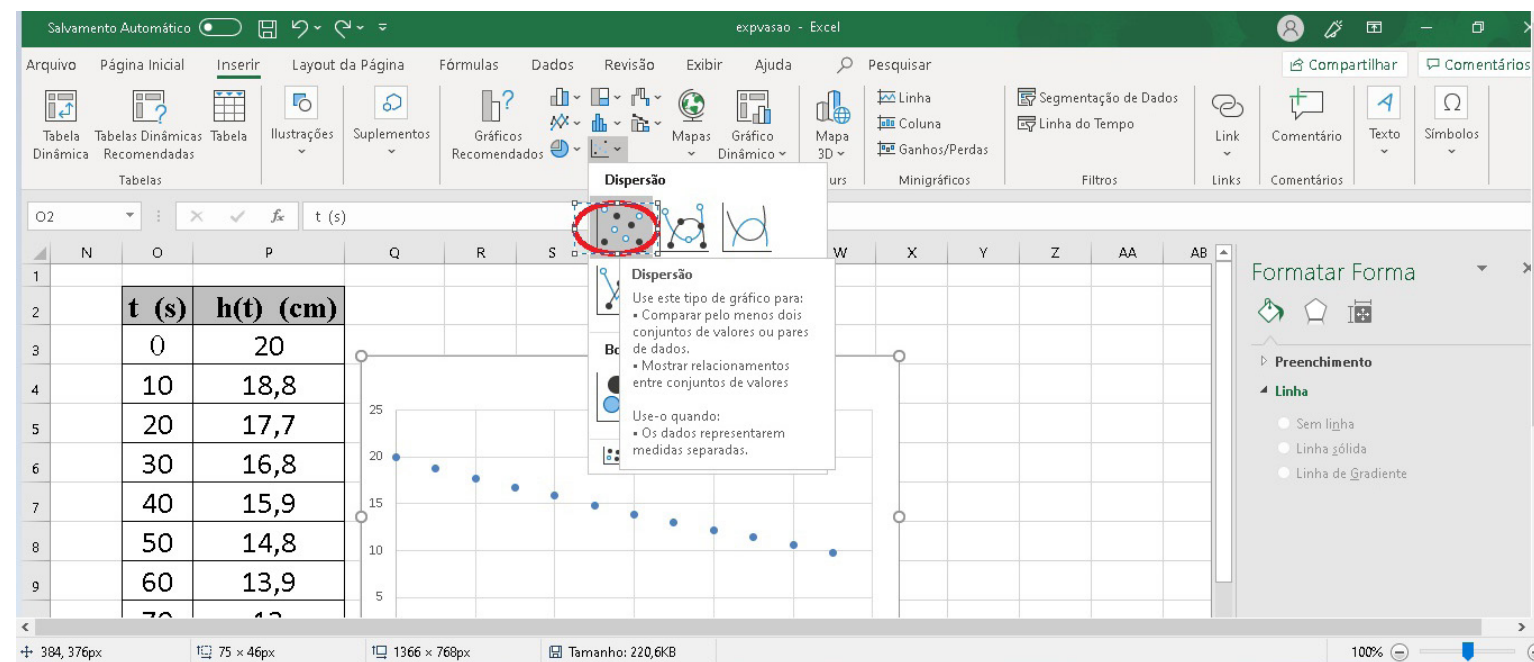 Salvamento Automático
expvasao - Excel
Arquivo Página Inicial Inserir Layout da Página Fórmulas Dados Revisão Exibir Ajuda Pesquisar Compartilhar Comentários
Tabela Dinâmica
Tabelas Dinâmicas Recomendadas
Tabela
Ilustrações
Suplementos
Gráficos Recomendados
Mapas
Gráfico Dinâmico
Mapa 3D
Linha
Coluna
Ganhos/Perdas
Segmentação de Dados
Linha do Tempo
Link
Comentário
Texto
Símbolos
Tabelas
urs
Minigráficos
Filtros
Links
Comentários
O2
fx
t (s)
N O P Q R S W X Y Z AA AB
1
2 t (s) h(t) (cm)
3 0 20
4 10 18,8
5 20 17,7
6 30 16,8
7 40 15,9
8 50 14,8
9 60 13,9
70 13
25
20
15
10
5
Dispersão
Dispersão
Use este tipo de gráfico para:
• Comparar pelo menos dois
conjuntos de valores ou pares
de dados.
• Mostrar relacionamentos
entre conjuntos de valores
Use-o quando:
• Os dados representarem
medidas separadas.
Bo
Formatar Forma
Preenchimento
Linha
Sem linha
Linha sólida
Linha de Gradiente
384, 376px
75 × 46px
1366 × 768px
Tamanho: 220,6KB
100%